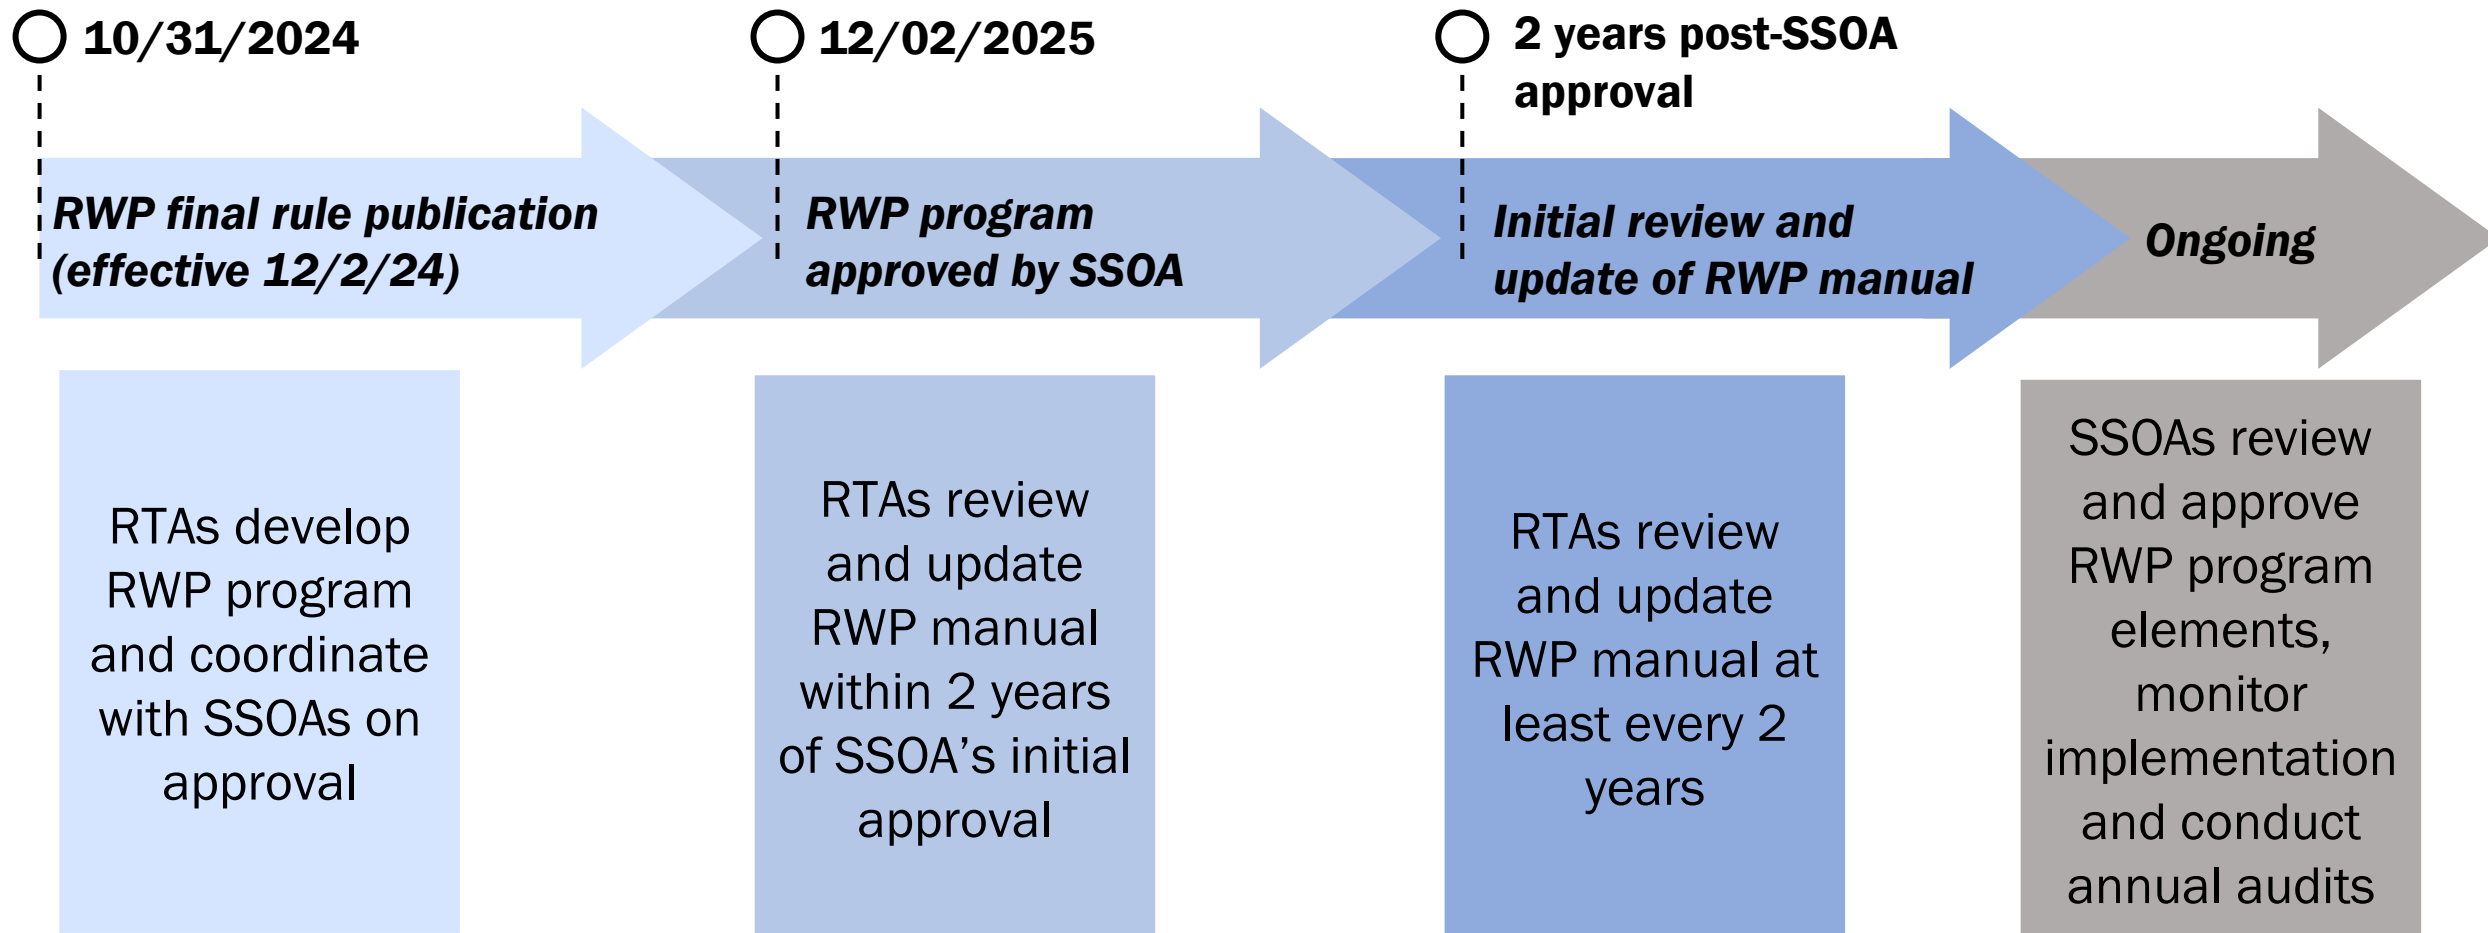 10/31/2024
12/02/2025
2 years post-SSOA
approval
RWP final rule publication
(effective 12/2/24)
RWP program
approved by SSOA
Initial review and
update of RWP manual
Ongoing
RTAs develop
RWP program
and coordinate
with SSOAs on
approval
RTAs review
and update
RWP manual
within 2 years
of SSOA’s initial
approval
RTAs review
and update
RWP manual at
least every 2
years
SSOAs review
and approve
RWP program
elements,
monitor
implementation
and conduct
annual audits